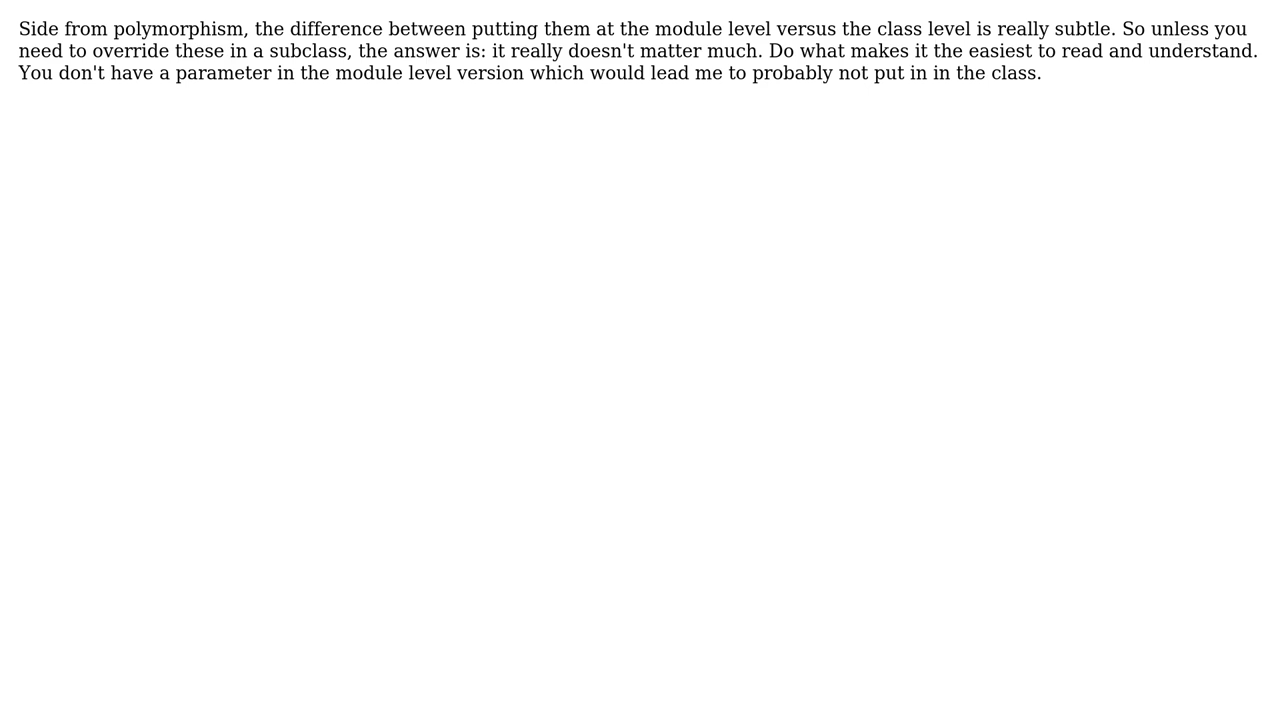 Side from polymorphism, the difference between putting them at the module level versus the class level is really subtle. So unless you
need to override these in a subclass, the answer is: it really doesn't matter much. Do what makes it the easiest to read and understand.
You don't have a parameter in the module level version which would lead me to probably not put in in the class.